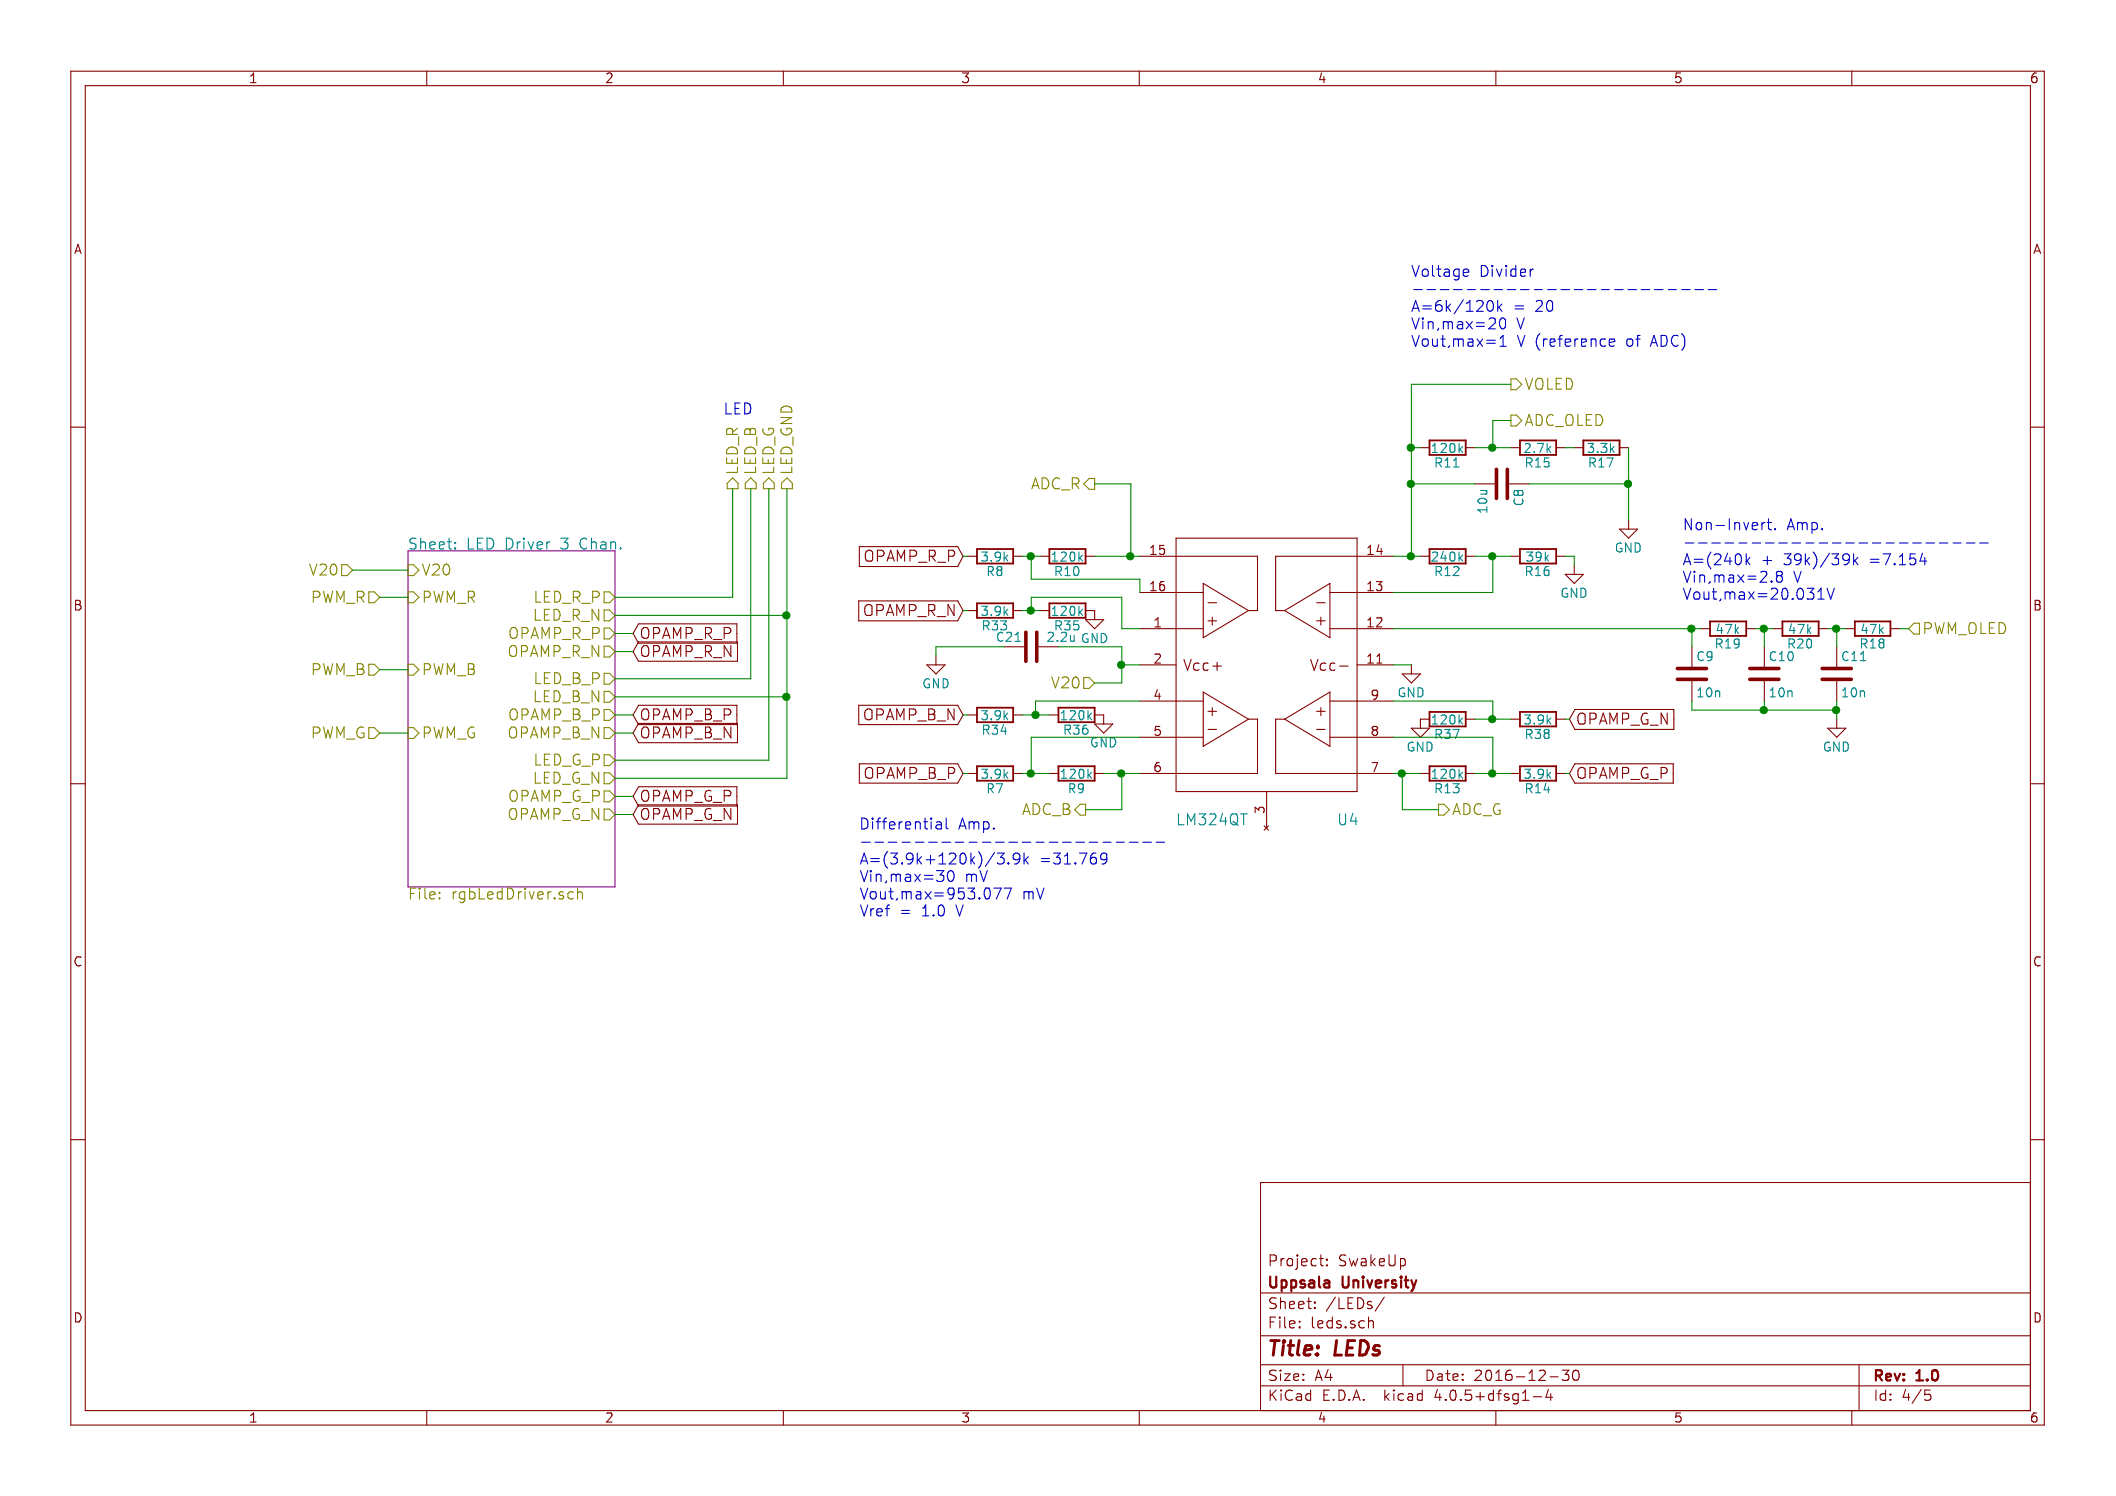 1 2 3 4 5 6
A
B
C
D
A
B
C
D
1 2 3 4 5 6
Voltage Divider
-----------------------
A=6k/120k = 20
Vin,max=20 V
Vout,max=1 V (reference of ADC)
VOLED
ADC_OLED
120k
R11
2.7k
R15
3.3k
R17
10u
C8
GND
LED
LED_R
LED_B
LED_G
LED_GND
Sheet: LED Driver 3 Chan.
V20
V20
PWM_R
PWM_R
PWM_B
PWM_B
PWM_G
PWM_G
LED_R_P
LED_R_N
OPAMP_R_P
OPAMP_R_N
LED_B_P
LED_B_N
OPAMP_B_P
OPAMP_B_N
LED_G_P
LED_G_N
OPAMP_G_P
OPAMP_G_N
OPAMP_R_P
OPAMP_R_N
OPAMP_B_P
OPAMP_B_N
OPAMP_G_P
OPAMP_G_N
File: rgbLedDriver.sch
ADC_R
OPAMP_R_P
3.9k
R8
120k
R10
OPAMP_R_N
3.9k
R33
120k
R35
GND
C21
2.2u
GND
V20
OPAMP_B_N
3.9k
R34
120k
R36
GND
OPAMP_B_P
3.9k
R7
120k
R9
ADC_B
15
16
1
2
4
5
6
14
13
12
11
9
8
7
3
Vcc+
Vcc-
LM324QT
U4
240k
R12
39k
R16
GND
GND
120k
R37
GND
3.9k
R38
OPAMP_G_N
120k
R13
3.9k
R14
OPAMP_G_P
ADC_G
Non-Invert. Amp.
-----------------------
A=(240k + 39k)/39k =7.154
Vin,max=2.8 V
Vout,max=20.031V
47k
R19
47k
R20
47k
R18
PWM_OLED
C9
10n
C10
10n
C11
10n
GND
Differential Amp.
-----------------------
A=(3.9k+120k)/3.9k =31.769
Vin,max=30 mV
Vout,max=953.077 mV
Vref = 1.0 V
Project: SwakeUp
Uppsala University
Sheet: /LEDs/
File: leds.sch
Title: LEDs
Size: A4
Date: 2016-12-30
Rev: 1.0
KiCad E.D.A. kicad 4.0.5+dfsg1-4
Id: 4/5